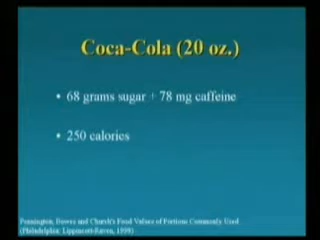 Coca-Cola (20 oz.)
• 68 grams sugar + 78 mg caffeine
• 250 calories
Pennington, Bowes and Church's Food Values of Portions Commonly Used
(Philadelphia: Lippincott-Raven, 1999)